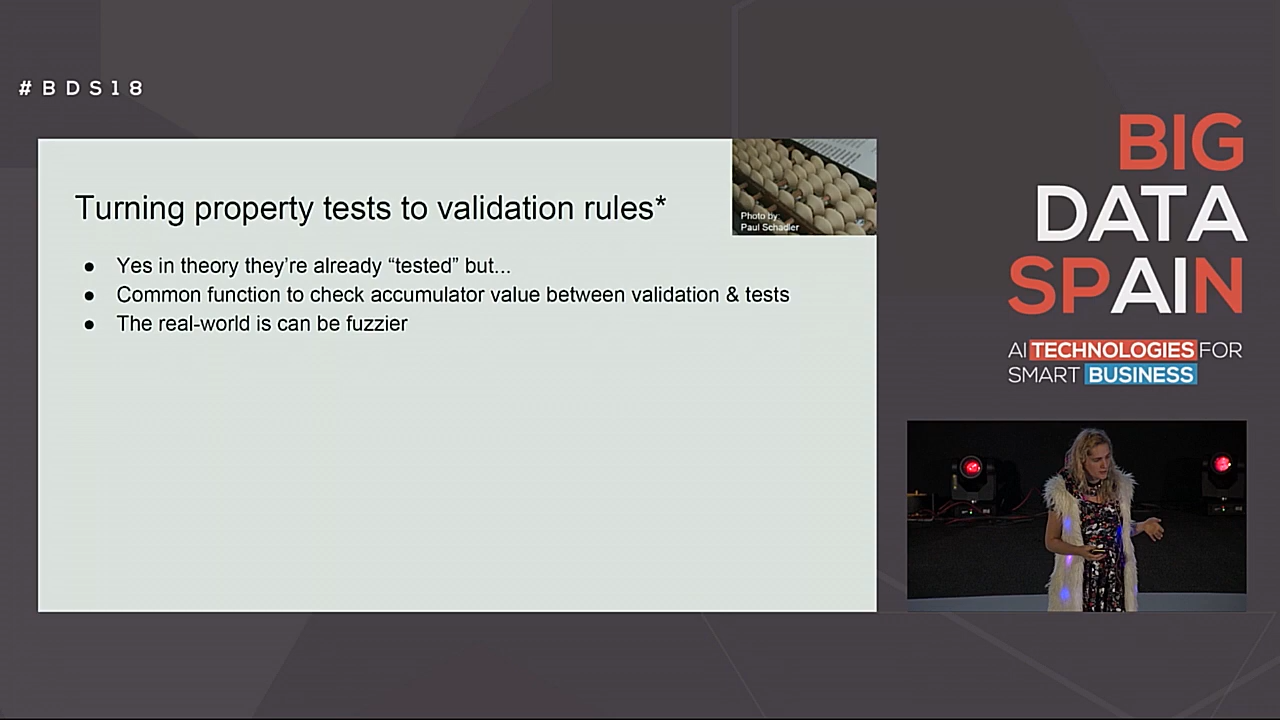 #BDS18
Turning property tests to validation rules*
Photo by:
Paul Schadler
● Yes in theory they’re already “tested” but...
● Common function to check accumulator value between validation & tests
● The real-world is can be fuzzier
BIG
DATA
SPAIN
AI TECHNOLOGIES FOR
SMART BUSINESS